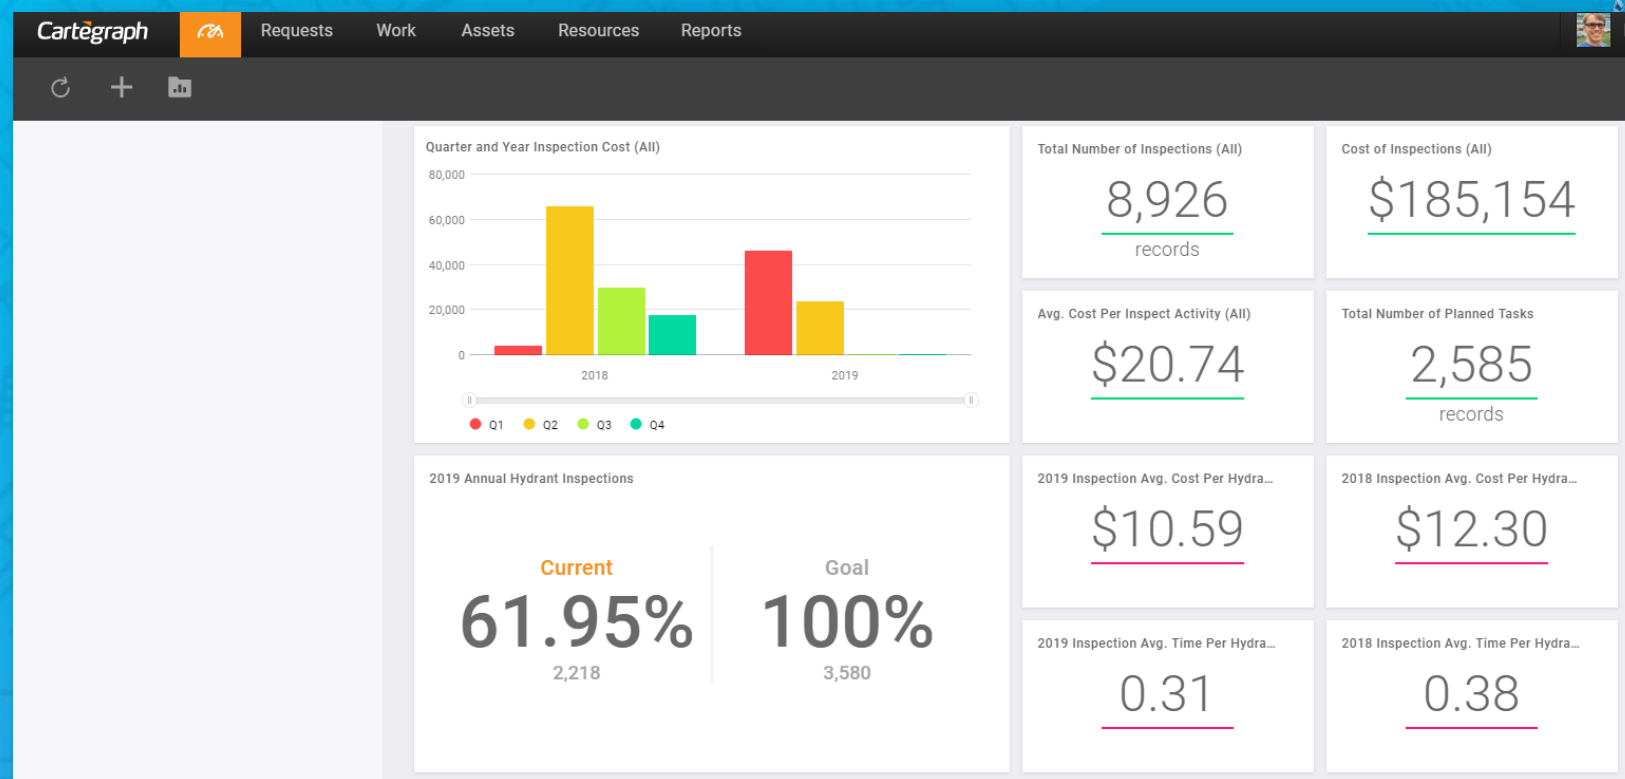 Cartegraph
Requests
Work
Assets
Resources
Reports
Quarter and Year Inspection Cost (All)
80,000
60,000
40,000
20,000
0
2018
2019
Q1
Q2
Q3
Q4
Total Number of Inspections (All)
8,926
records
Cost of Inspections (All)
$185,154
Avg. Cost Per Inspect Activity (All)
$20.74
Total Number of Planned Tasks
2,585
records
2019 Annual Hydrant Inspections
Current
61.95%
2,218
Goal
100%
3,580
2019 Inspection Avg. Cost Per Hydra...
$10.59
2018 Inspection Avg. Cost Per Hydra...
$12.30
2019 Inspection Avg. Time Per Hydra...
0.31
2018 Inspection Avg. Time Per Hydra...
0.38